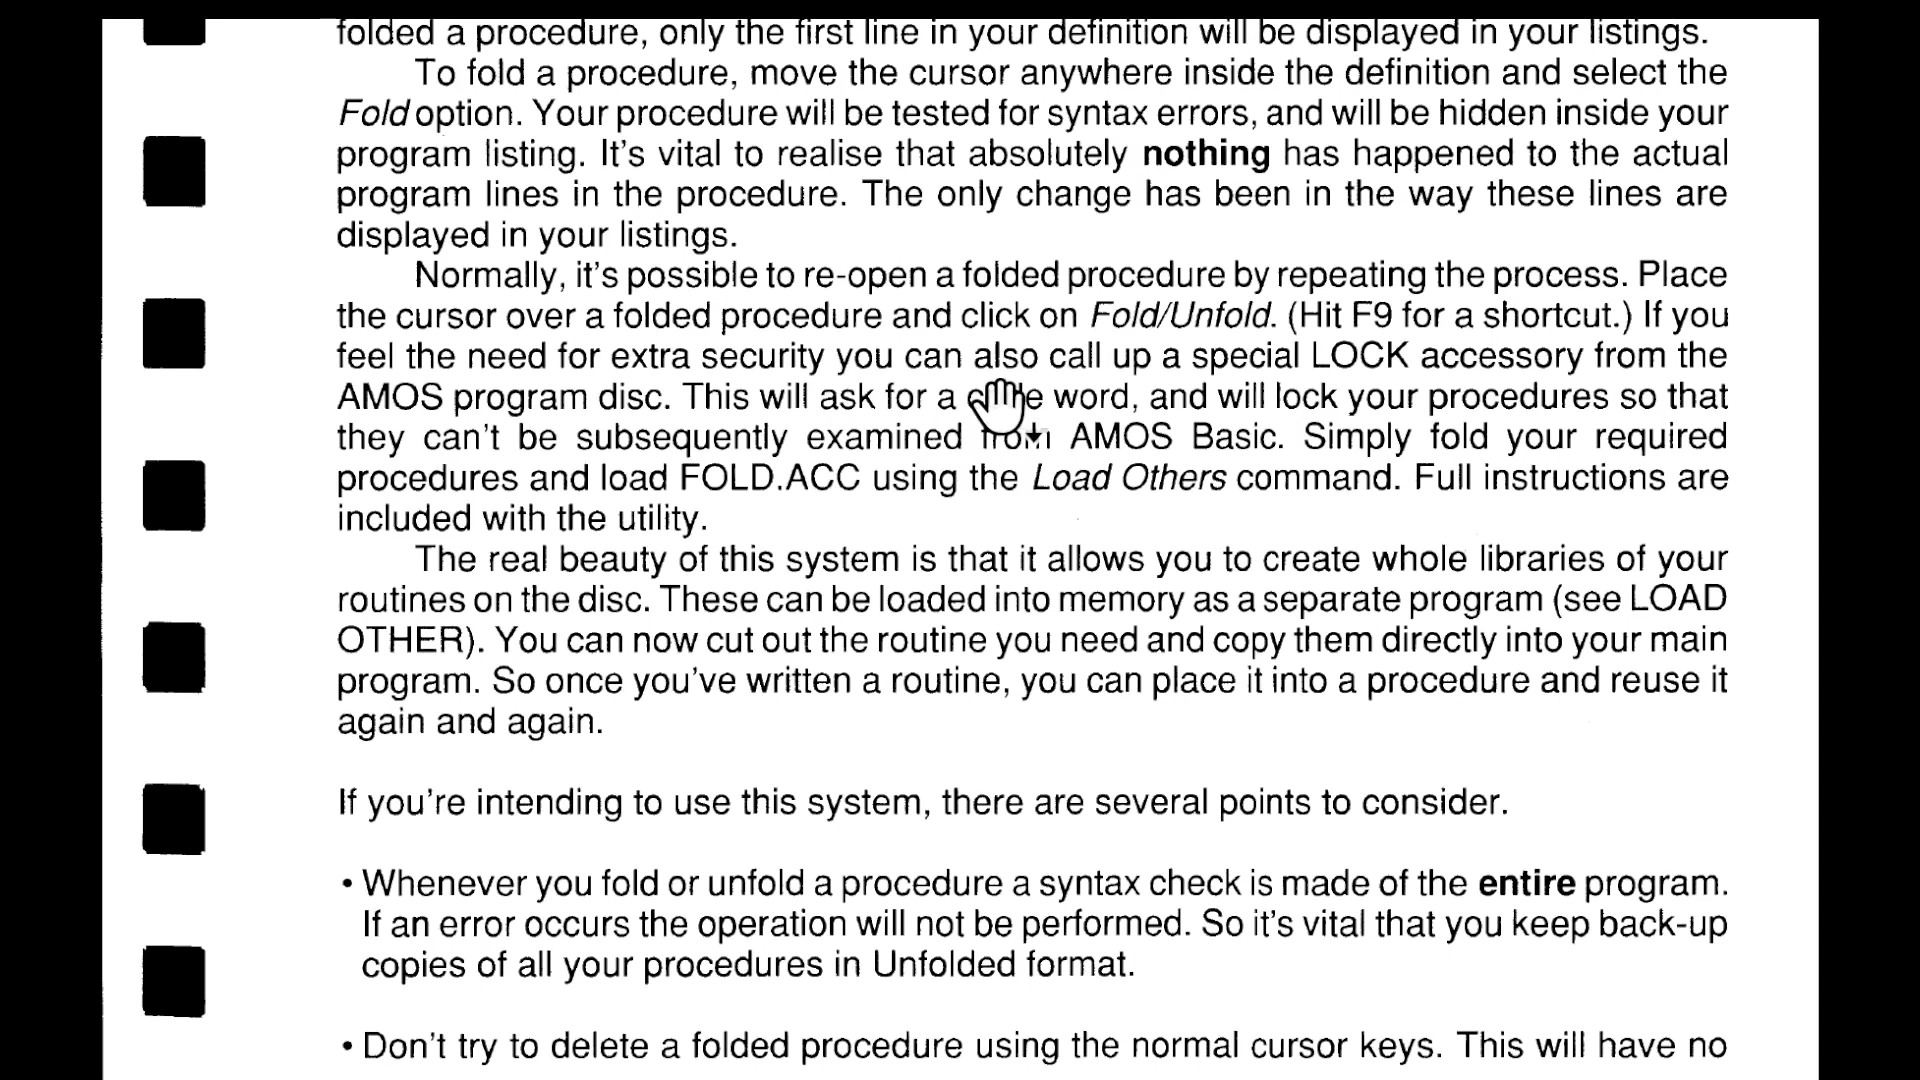 folded a procedure, only the first line in your definition will be displayed in your listings.
To fold a procedure, move the cursor anywhere inside the definition and select the
Fold option. Your procedure will be tested for syntax errors, and will be hidden inside your
program listing. It's vital to realise that absolutely nothing has happened to the actual
program lines in the procedure. The only change has been in the way these lines are
displayed in your listings.
Normally, it's possible to re-open a folded procedure by repeating the process. Place
the cursor over a folded procedure and click on Fold/Unfold. (Hit F9 for a shortcut.) If you
feel the need for extra security you can also call up a special LOCK accessory from the
AMOS program disc. This will ask for a word, and will lock your procedures so that
they can't be subsequently examined from AMOS Basic. Simply fold your required
procedures and load FOLD.ACC using the Load Others command. Full instructions are
included with the utility.
The real beauty of this system is that it allows you to create whole libraries of your
routines on the disc. These can be loaded into memory as a separate program (see LOAD
OTHER). You can now cut out the routine you need and copy them directly into your main
program. So once you've written a routine, you can place it into a procedure and reuse it
again and again.
If you're intending to use this system, there are several points to consider.
• Whenever you fold or unfold a procedure a syntax check is made of the entire program.
If an error occurs the operation will not be performed. So it's vital that you keep back-up
copies of all your procedures in Unfolded format.
• Don't try to delete a folded procedure using the normal cursor keys. This will have no